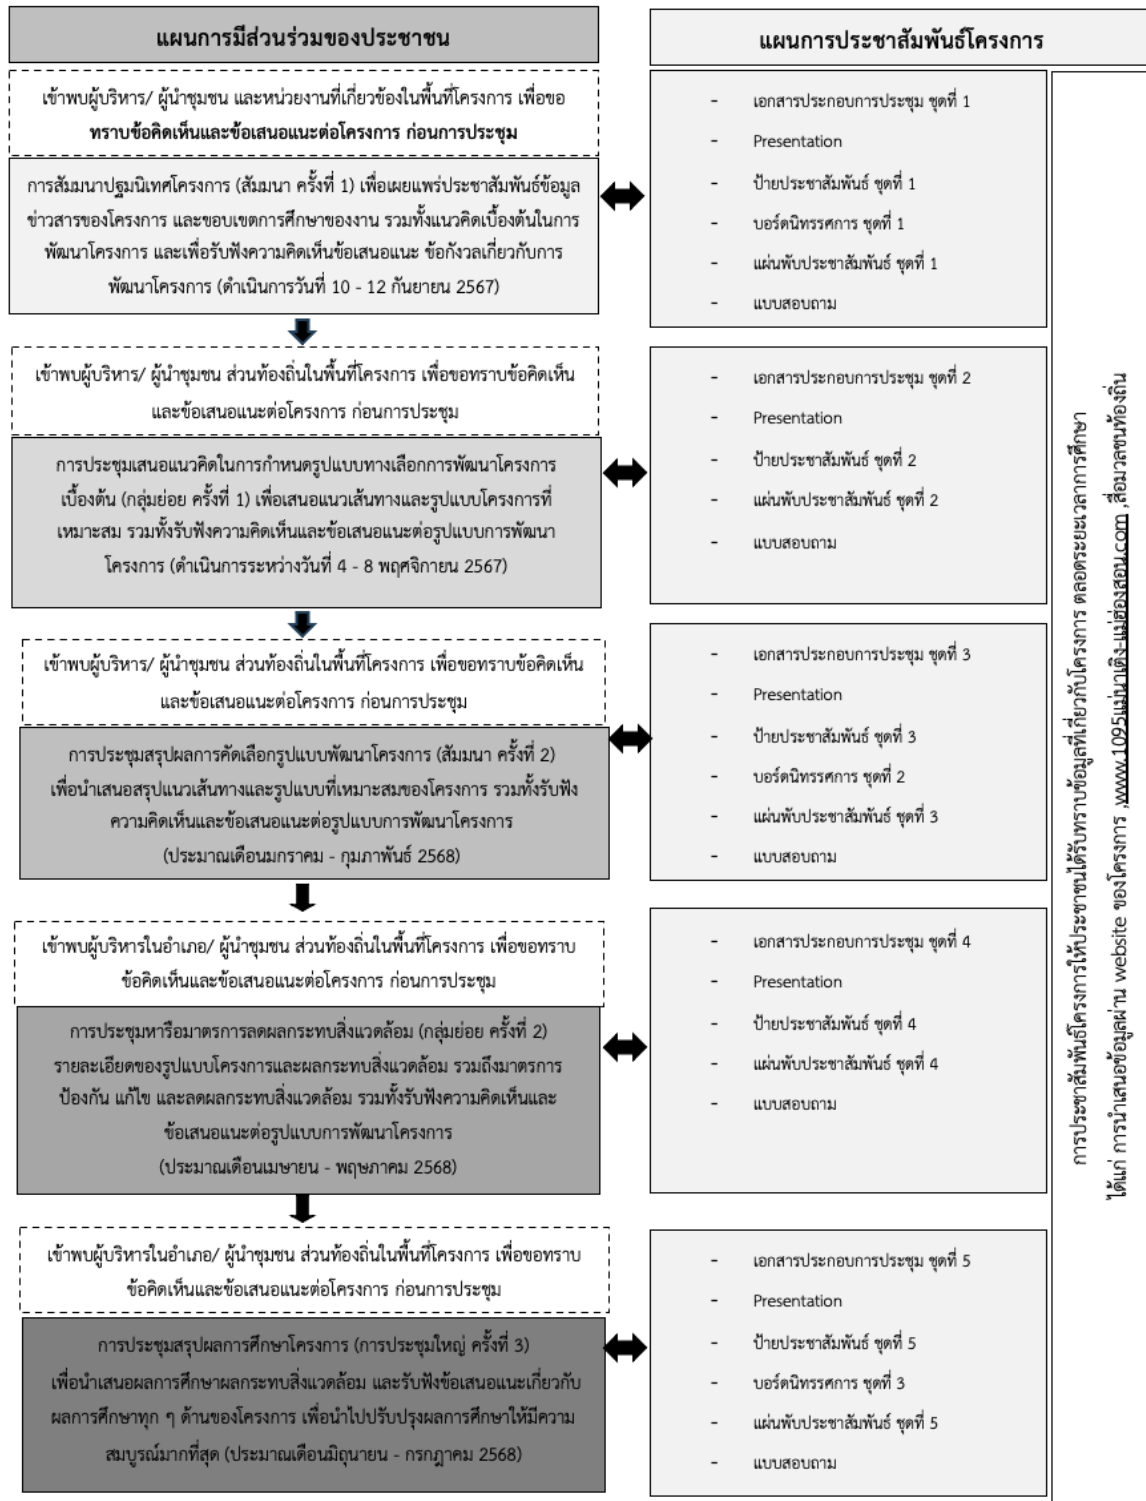 แผนการมีส่วนร่วมของประชาชน
แผนการประชาสัมพันธ์โครงการ
เข้าพบผู้บริหาร/ ผู้นำชุมชน และหน่วยงานที่เกี่ยวข้องในพื้นที่โครงการ เพื่อขอ
ทราบข้อคิดเห็นและข้อเสนอแนะต่อโครงการ ก่อนการประชุม
การสัมมนาปฐมนิเทศโครงการ (สัมมนา ครั้งที่ 1) เพื่อเผยแพร่ประชาสัมพันธ์ข้อมูล
ข่าวสารของโครงการ และขอบเขตการศึกษาของงาน รวมทั้งแนวคิดเบื้องต้นในการ
พัฒนาโครงการ และเพื่อรับฟังความคิดเห็นข้อเสนอแนะ ข้อกังวลเกี่ยวกับการ
พัฒนาโครงการ (ดำเนินการวันที่ 10 - 12 กันยายน 2567)
- เอกสารประกอบการประชุม ชุดที่ 1
- Presentation
- ป้ายประชาสัมพันธ์ ชุดที่ 1
- บอร์ดนิทรรศการ ชุดที่ 1
- แผ่นพับประชาสัมพันธ์ ชุดที่ 1
- แบบสอบถาม
เข้าพบผู้บริหาร/ ผู้นำชุมชน ส่วนท้องถิ่นในพื้นที่โครงการ เพื่อขอทราบข้อคิดเห็น
และข้อเสนอแนะต่อโครงการ ก่อนการประชุม
การประชุมเสนอแนวคิดในการกำหนดรูปแบบทางเลือกการพัฒนาโครงการ
เบื้องต้น (กลุ่มย่อย ครั้งที่ 1) เพื่อเสนอแนวเส้นทางและรูปแบบโครงการที่
เหมาะสม รวมทั้งรับฟังความคิดเห็นและข้อเสนอแนะต่อรูปแบบการพัฒนา
โครงการ (ดำเนินการระหว่างวันที่ 4 - 8 พฤศจิกายน 2567)
- เอกสารประกอบการประชุม ชุดที่ 2
- Presentation
- ป้ายประชาสัมพันธ์ ชุดที่ 2
- แผ่นพับประชาสัมพันธ์ ชุดที่ 2
- แบบสอบถาม
เข้าพบผู้บริหาร/ ผู้นำชุมชน ส่วนท้องถิ่นในพื้นที่โครงการ เพื่อขอทราบข้อคิดเห็น
และข้อเสนอแนะต่อโครงการ ก่อนการประชุม
การประชุมสรุปผลการคัดเลือกรูปแบบพัฒนาโครงการ (สัมมนา ครั้งที่ 2)
เพื่อนำเสนอสรุปแนวเส้นทางและรูปแบบที่เหมาะสมของโครงการ รวมทั้งรับฟัง
ความคิดเห็นและข้อเสนอแนะต่อรูปแบบการพัฒนาโครงการ
(ประมาณเดือนมกราคม - กุมภาพันธ์ 2568)
- เอกสารประกอบการประชุม ชุดที่ 3
- Presentation
- ป้ายประชาสัมพันธ์ ชุดที่ 3
- บอร์ดนิทรรศการ ชุดที่ 2
- แผ่นพับประชาสัมพันธ์ ชุดที่ 3
- แบบสอบถาม
เข้าพบผู้บริหารในอำเภอ/ ผู้นำชุมชน ส่วนท้องถิ่นในพื้นที่โครงการ เพื่อขอทราบ
ข้อคิดเห็นและข้อเสนอแนะต่อโครงการ ก่อนการประชุม
การประชุมหารือมาตรการลดผลกระทบสิ่งแวดล้อม (กลุ่มย่อย ครั้งที่ 2)
รายละเอียดของรูปแบบโครงการและผลกระทบสิ่งแวดล้อม รวมถึงมาตรการ
ป้องกัน แก้ไข และลดผลกระทบสิ่งแวดล้อม รวมทั้งรับฟังความคิดเห็นและ
ข้อเสนอแนะต่อรูปแบบการพัฒนาโครงการ
(ประมาณเดือนเมษายน - พฤษภาคม 2568)
- เอกสารประกอบการประชุม ชุดที่ 4
- Presentation
- ป้ายประชาสัมพันธ์ ชุดที่ 4
- แผ่นพับประชาสัมพันธ์ ชุดที่ 4
- แบบสอบถาม
เข้าพบผู้บริหารในอำเภอ/ ผู้นำชุมชน ส่วนท้องถิ่นในพื้นที่โครงการ เพื่อขอทราบ
ข้อคิดเห็นและข้อเสนอแนะต่อโครงการ ก่อนการประชุม
การประชุมสรุปผลการศึกษาโครงการ (การประชุมใหญ่ ครั้งที่ 3)
เพื่อนำเสนอผลการศึกษาผลกระทบสิ่งแวดล้อม และรับฟังข้อเสนอแนะเกี่ยวกับ
ผลการศึกษาทุก ๆ ด้านของโครงการ เพื่อนำไปปรับปรุงผลการศึกษาให้มีความ
สมบูรณ์มากที่สุด (ประมาณเดือนมิถุนายน - กรกฎาคม 2568)
- เอกสารประกอบการประชุม ชุดที่ 5
- Presentation
- ป้ายประชาสัมพันธ์ ชุดที่ 5
- บอร์ดนิทรรศการ ชุดที่ 3
- แผ่นพับประชาสัมพันธ์ ชุดที่ 5
- แบบสอบถาม
การประชาสัมพันธ์โครงการให้ประชาชนได้รับทราบข้อมูลที่เกี่ยวกับโครงการ ตลอดระยะเวลาการศึกษา
ได้แก่ การนำเสนอข้อมูลผ่าน website ของโครงการ ,www.1095แม่นาเติง-แม่ฮ่องสอน.com ,สื่อมวลชนท้องถิ่น